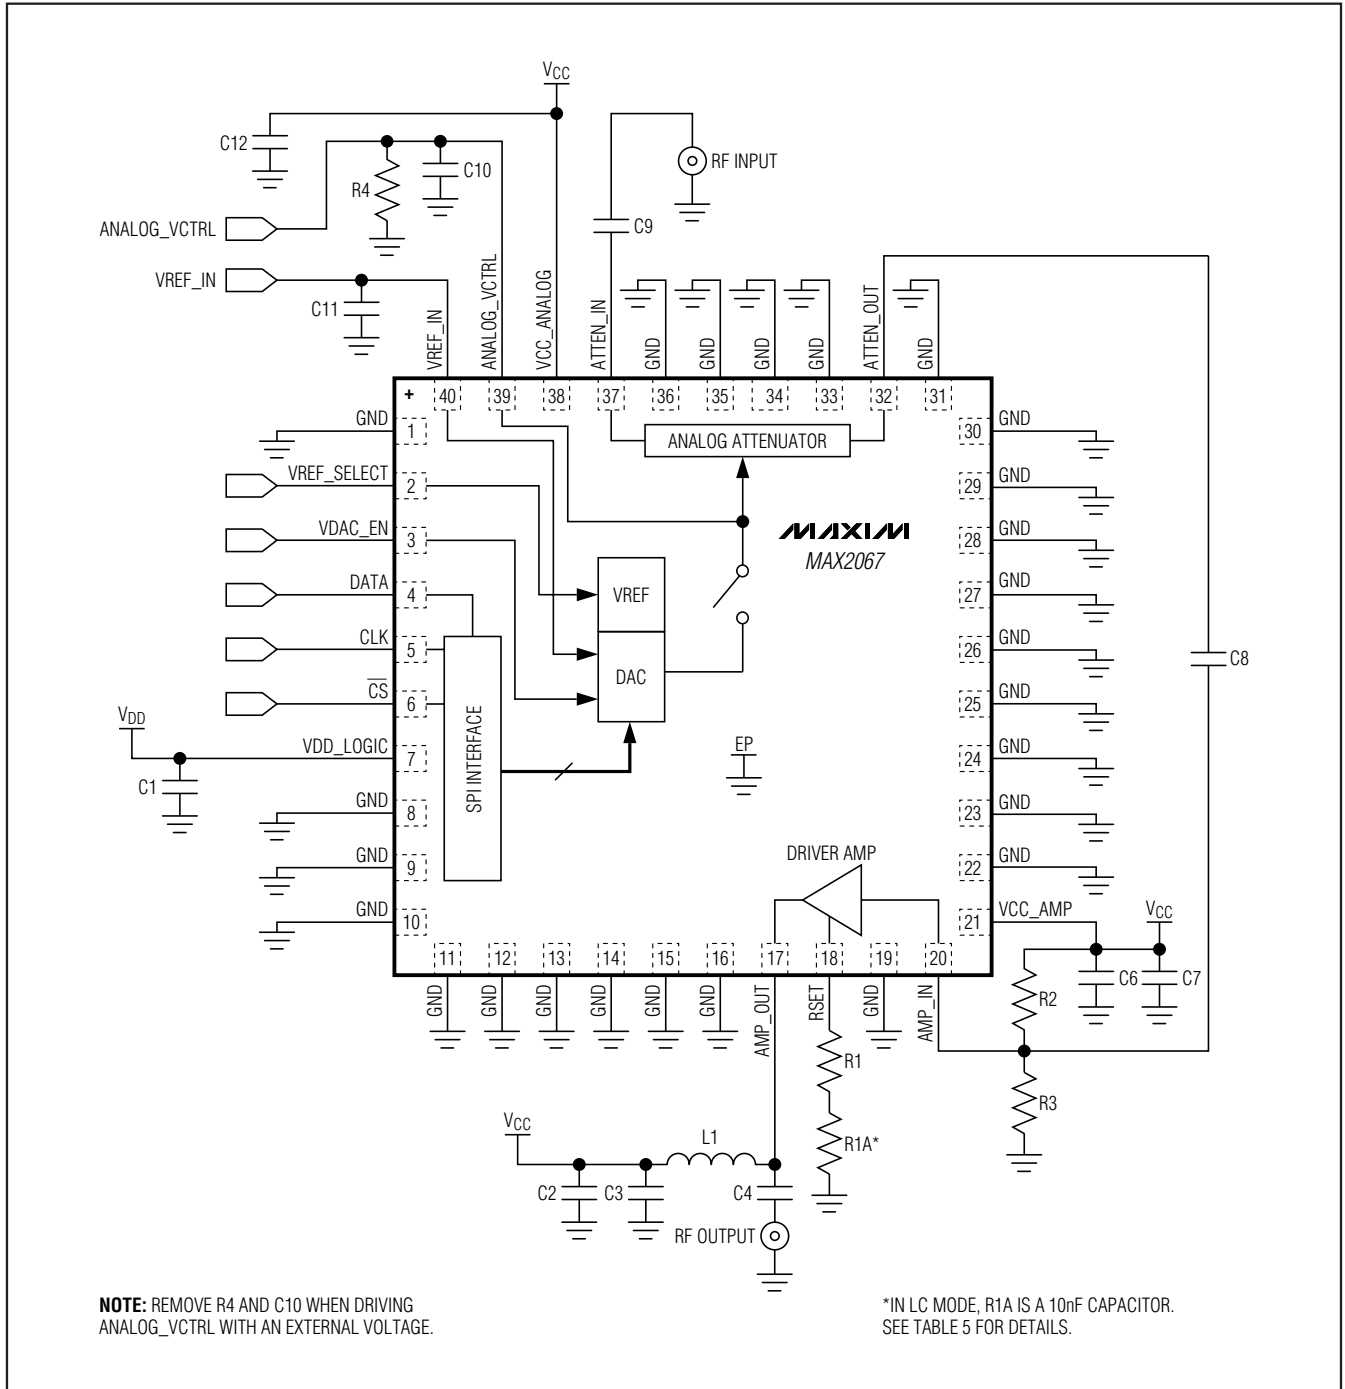 VCC
C12
C10
R4
RF INPUT
C9
ANALOG_VCTRL
VREF_IN
C11
VREF_IN
ANALOG_VCTRL
VCC_ANALOG
ATTEN_IN
GND
GND
GND
GND
ATTEN_OUT
GND
+
40
39
38
37
36
35
34
33
32
31
GND
1
ANALOG ATTENUATOR
30
GND
VREF_SELECT
2
29
GND
VDAC_EN
3
MAXIM
MAX2067
28
GND
DATA
4
VREF
27
GND
CLK
5
26
GND
C8
DAC
CS
6
25
GND
VDD
VDD_LOGIC
7
SPI INTERFACE
EP
24
GND
C1
GND
8
23
GND
GND
9
DRIVER AMP
22
GND
GND
10
21
VCC_AMP
VCC
11
12
13
14
15
16
17
18
19
20
GND
GND
GND
GND
GND
GND
AMP_OUT
RSET
GND
AMP_IN
R2
C6
C7
R1
R3
VCC
L1
R1A*
C2
C3
C4
RF OUTPUT
NOTE: REMOVE R4 AND C10 WHEN DRIVING
ANALOG_VCTRL WITH AN EXTERNAL VOLTAGE.
*IN LC MODE, R1A IS A 10nF CAPACITOR.
SEE TABLE 5 FOR DETAILS.